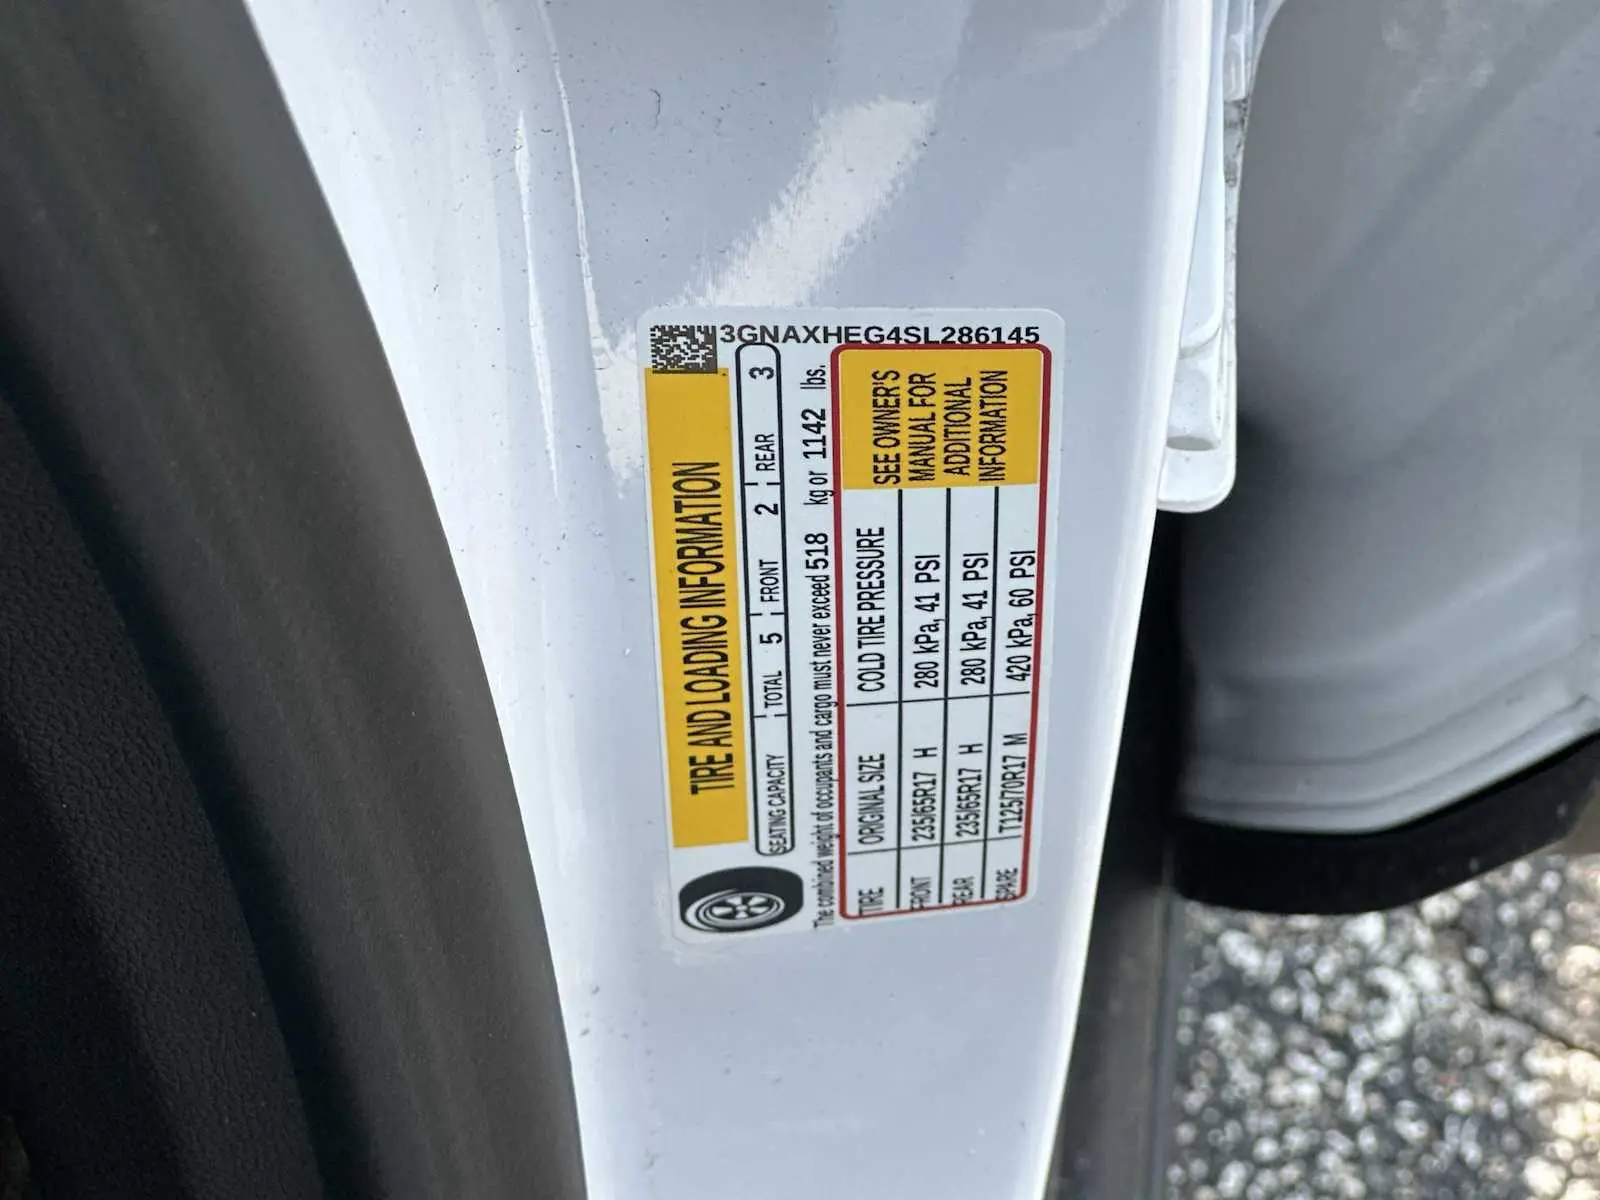 3GNAXHEG4SL286145
TIRE AND LOADING INFORMATION
SEATING CAPACITY TOTAL 5 FRONT 2 REAR 3
The combined weight of occupants and cargo must never exceed 518 kg or 1142 lbs.
TIRE ORIGINAL SIZE COLD TIRE PRESSURE
FRONT 235/65R17 H 280 kPa, 41 PSI
REAR 235/65R17 H 280 kPa, 41 PSI
SPARE T125/70R17 M 420 kPa, 60 PSI
SEE OWNER'S
MANUAL FOR
ADDITIONAL
INFORMATION